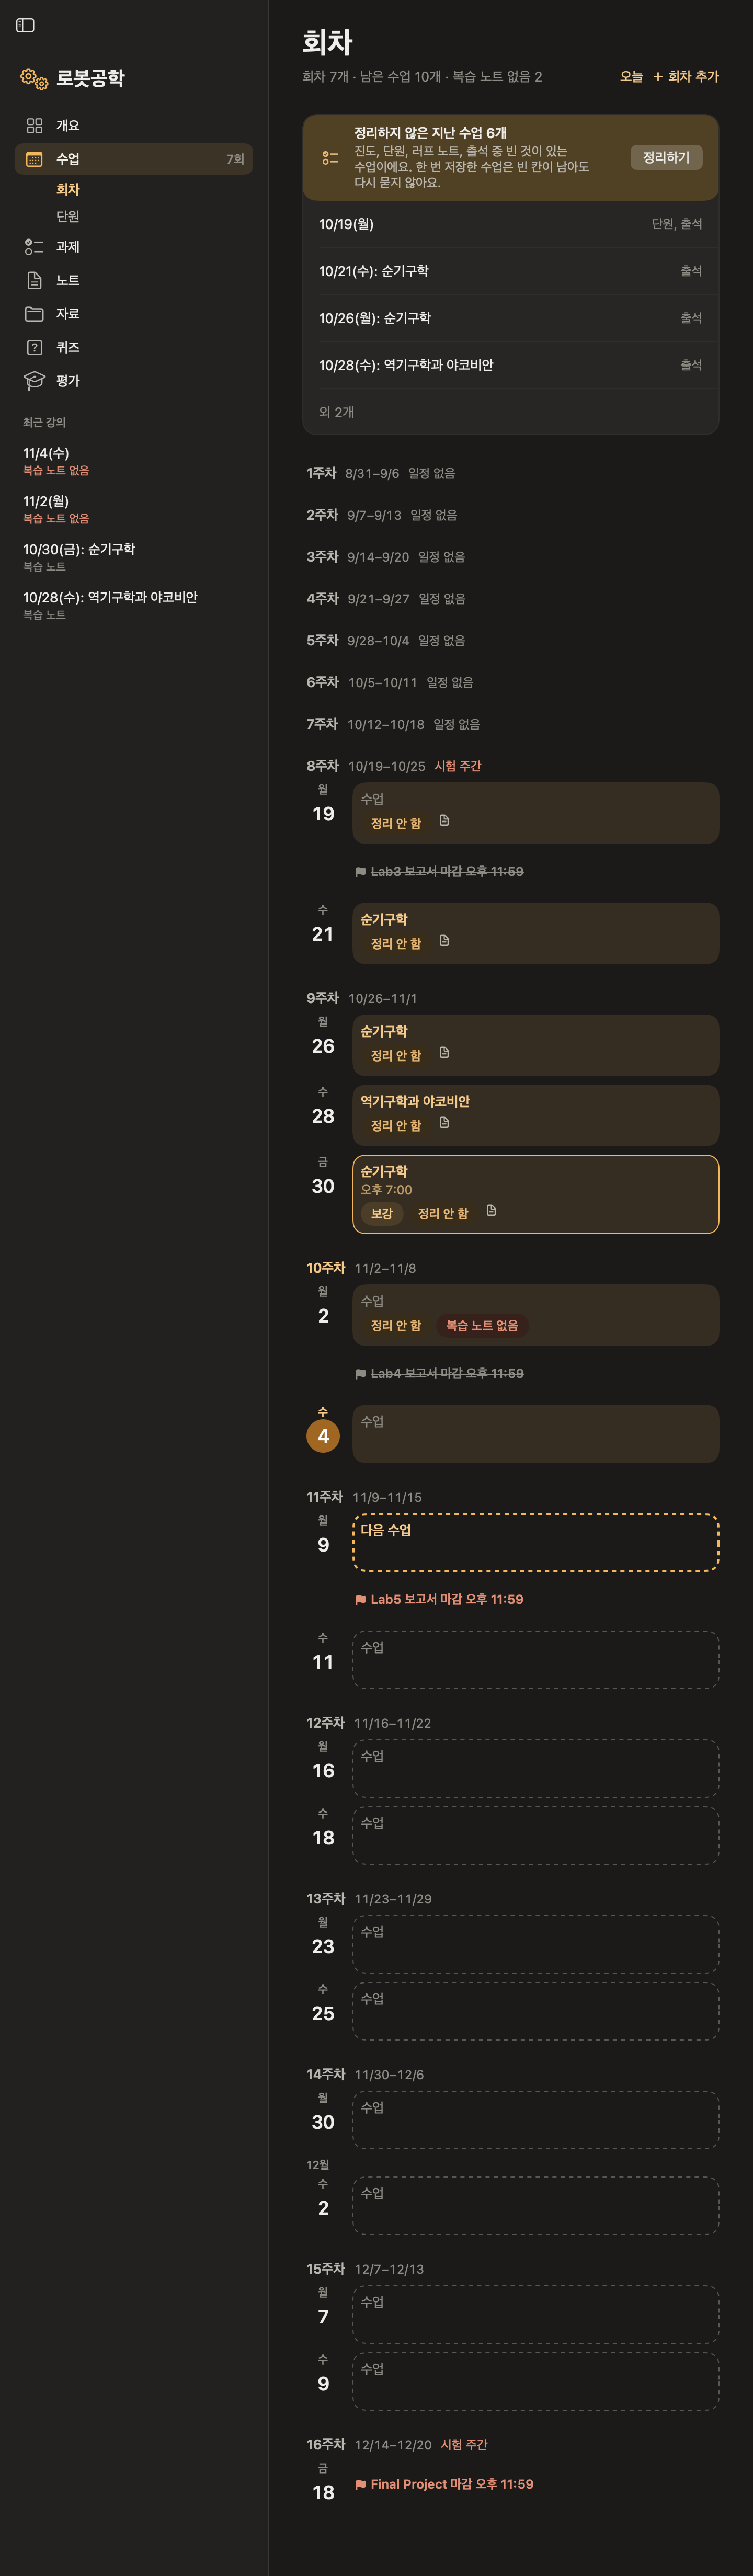 로봇공학
개요
수업 7회
회차
단원
과제
노트
자료
퀴즈
평가
최근 강의
11/4(수)
복습 노트 없음
11/2(월)
복습 노트 없음
10/30(금): 순기구학
복습 노트
10/28(수): 역기구학과 야코비안
복습 노트
회차
회차 7개 · 남은 수업 10개 · 복습 노트 없음 2
오늘 + 회차 추가
정리하지 않은 지난 수업 6개
진도, 단원, 러프 노트, 출석 중 빈 것이 있는
수업이에요. 한 번 저장한 수업은 빈 칸이 남아도
다시 묻지 않아요.
정리하기
10/19(월) 단원, 출석
10/21(수): 순기구학 출석
10/26(월): 순기구학 출석
10/28(수): 역기구학과 야코비안 출석
외 2개
1주차 8/31–9/6 일정 없음
2주차 9/7–9/13 일정 없음
3주차 9/14–9/20 일정 없음
4주차 9/21–9/27 일정 없음
5주차 9/28–10/4 일정 없음
6주차 10/5–10/11 일정 없음
7주차 10/12–10/18 일정 없음
8주차 10/19–10/25 시험 주간
월
19
수업
정리 안 함
Lab3 보고서 마감 오후 11:59
수
21
순기구학
정리 안 함
9주차 10/26–11/1
월
26
순기구학
정리 안 함
수
28
역기구학과 야코비안
정리 안 함
금
30
순기구학
오후 7:00
보강 정리 안 함
10주차 11/2–11/8
월
2
수업
정리 안 함 복습 노트 없음
Lab4 보고서 마감 오후 11:59
수
4
수업
11주차 11/9–11/15
월
9
다음 수업
Lab5 보고서 마감 오후 11:59
수
11
수업
12주차 11/16–11/22
월
16
수업
수
18
수업
13주차 11/23–11/29
월
23
수업
수
25
수업
14주차 11/30–12/6
월
30
수업
12월
수
2
수업
15주차 12/7–12/13
월
7
수업
수
9
수업
16주차 12/14–12/20 시험 주간
금
18
Final Project 마감 오후 11:59